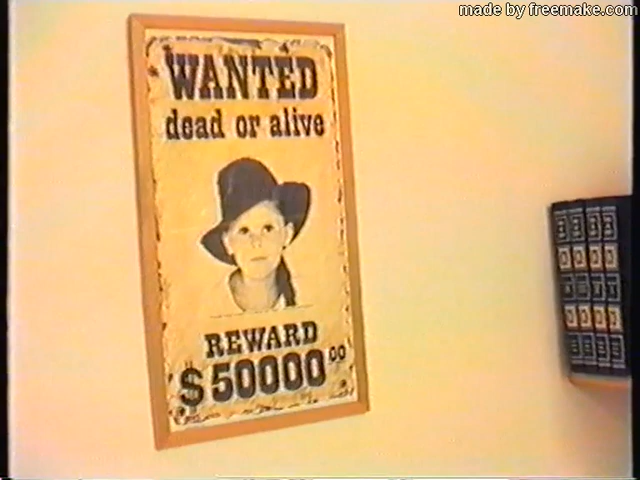 made by freemake.com
WANTED
dead or alive
REWARD
$50000.00